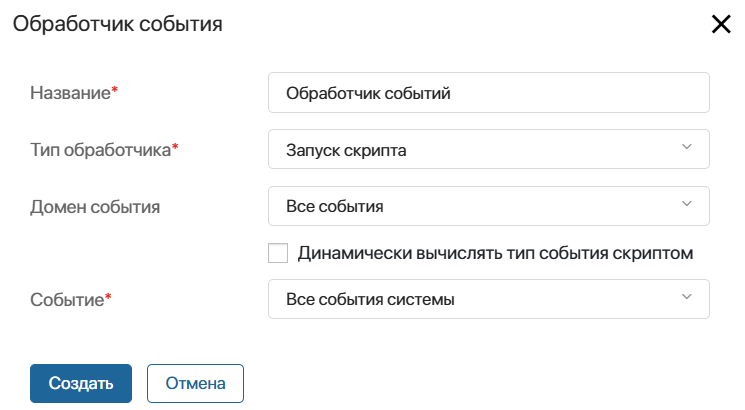 Обработчик события
Название*
Обработчик событий
Тип обработчика*
Запуск скрипта
Домен события
Все события
Динамически вычислять тип события скриптом
Событие*
Все события системы
Создать
Отмена